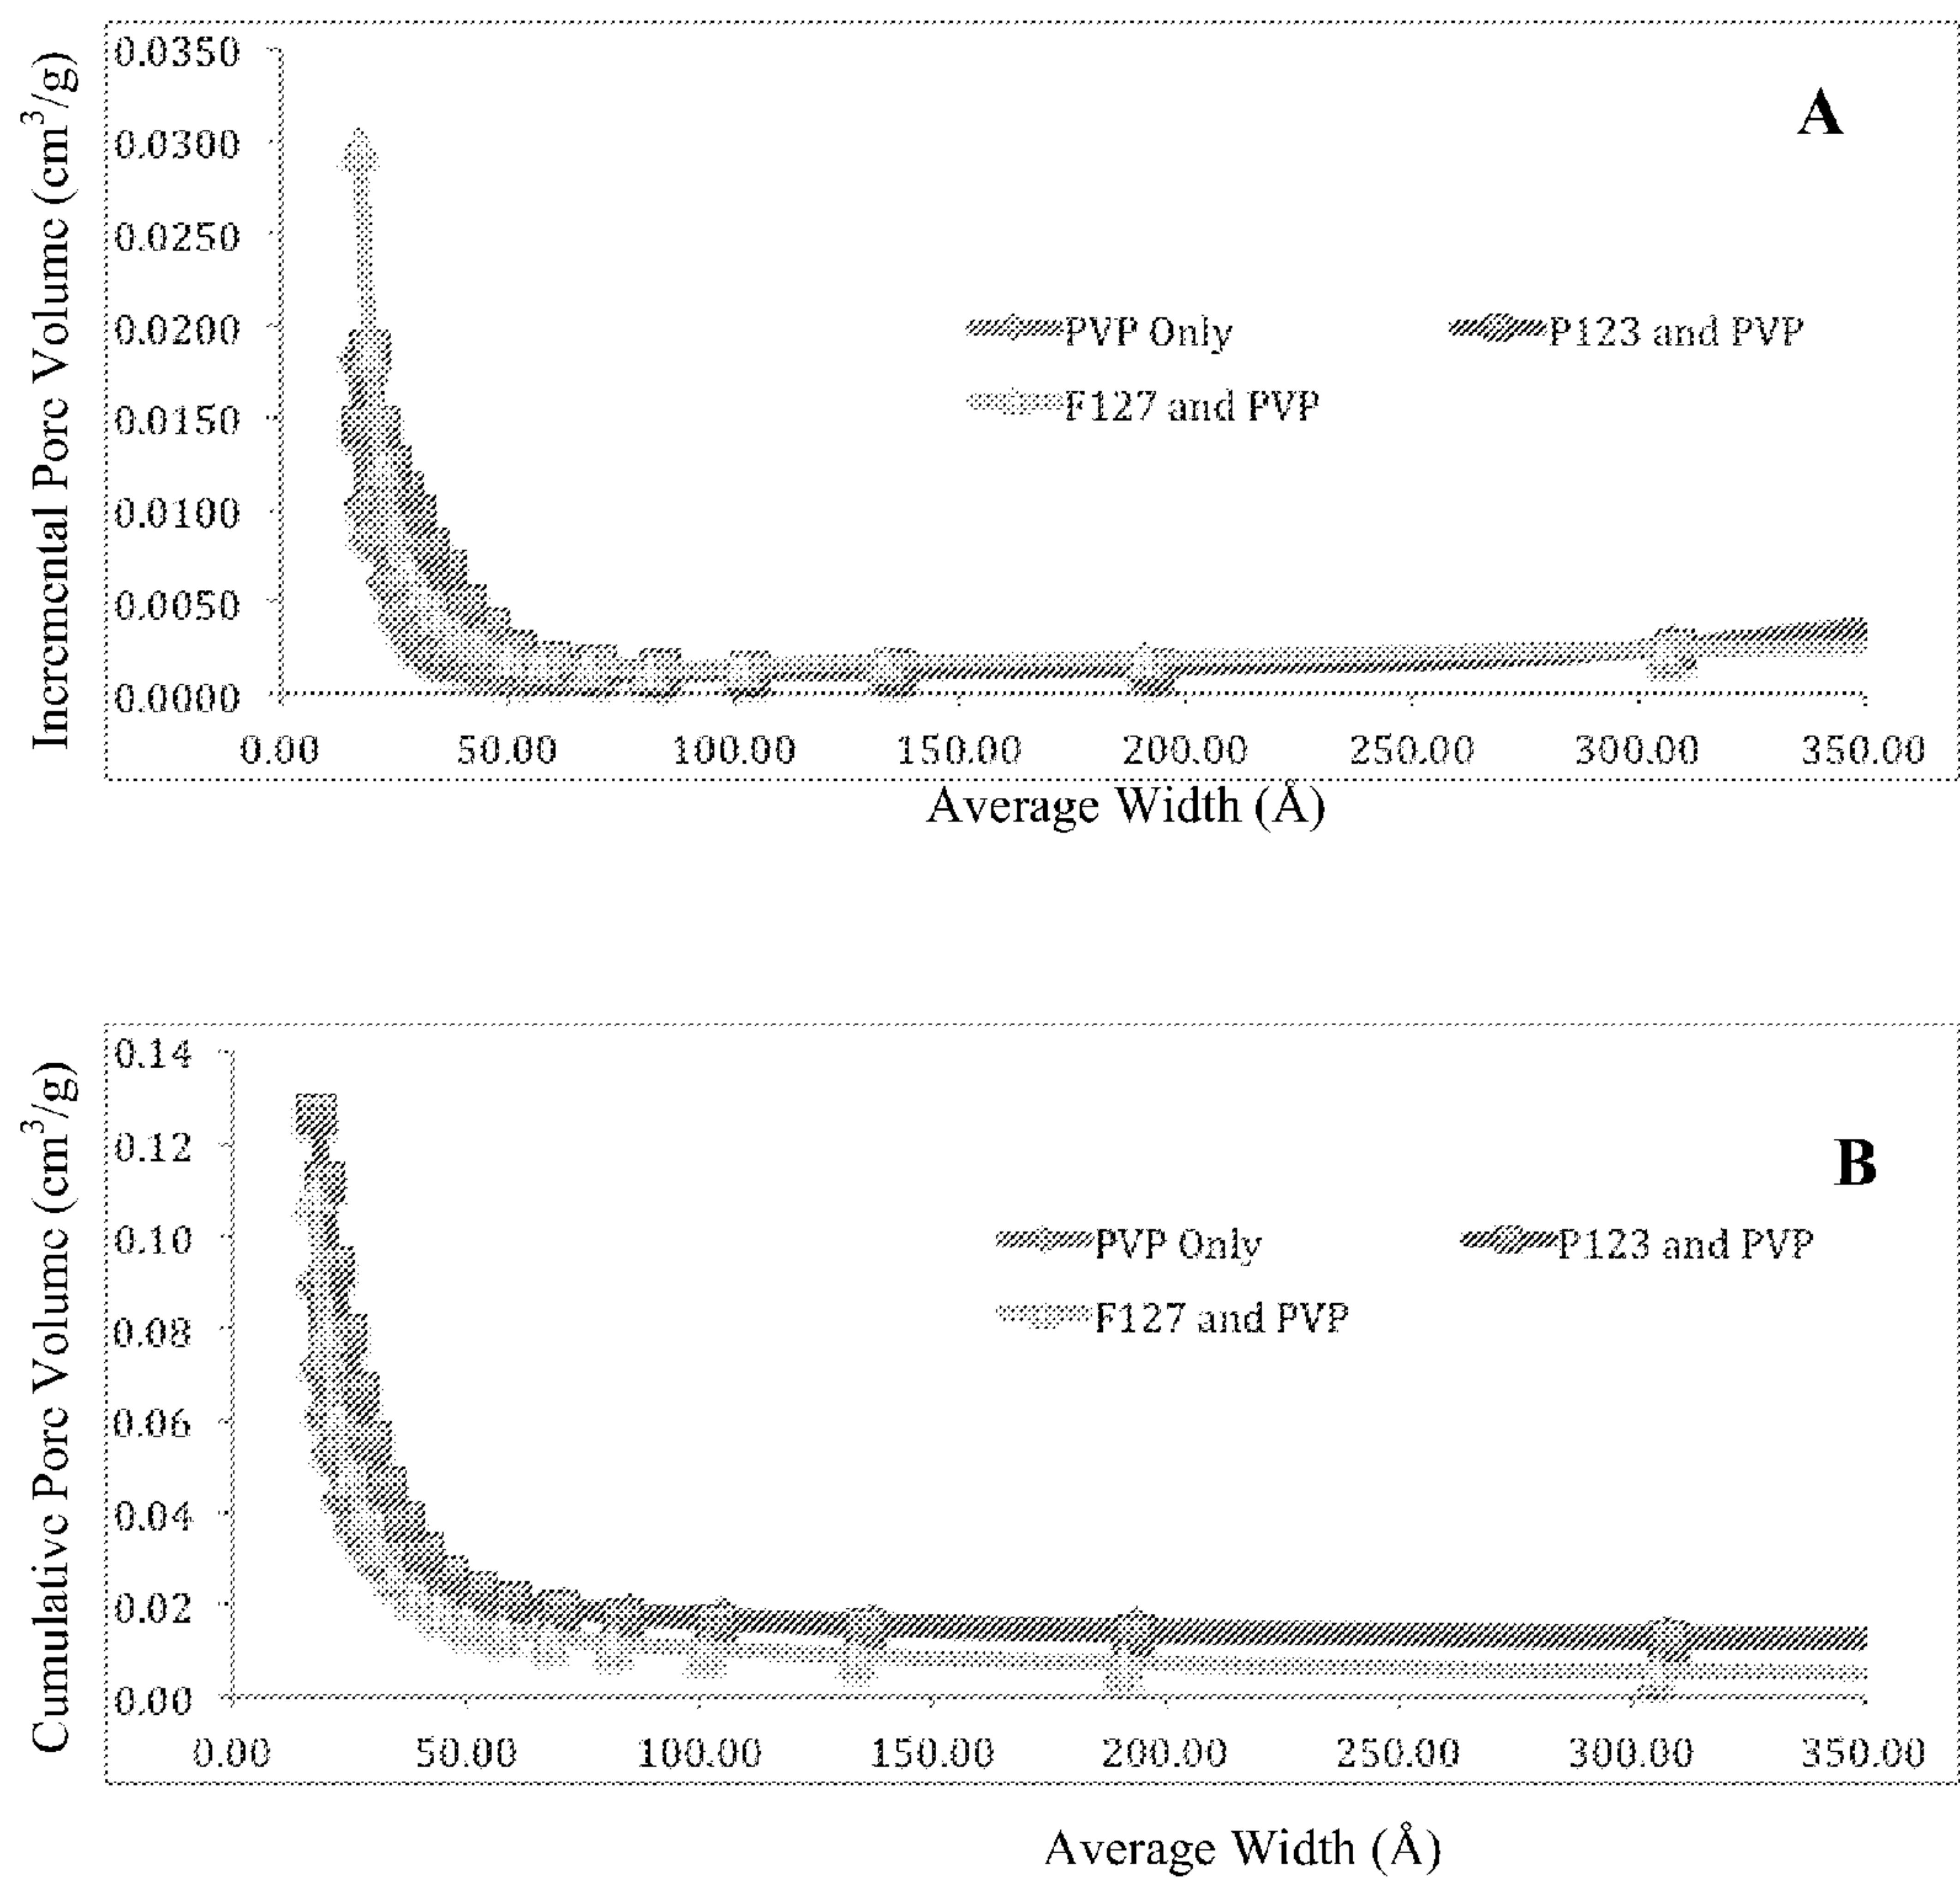 A
Incremental Pore Volume (cm³/g)
0.0350
0.0300
0.0250
0.0200
0.0150
0.0100
0.0050
0.0000
PVP Only
P123 and PVP
F127 and PVP
0.00 50.00 100.00 150.00 200.00 250.00 300.00 350.00
Average Width (Å)
B
Cumulative Pore Volume (cm³/g)
0.14
0.12
0.10
0.08
0.06
0.04
0.02
0.00
PVP Only
P123 and PVP
F127 and PVP
0.00 50.00 100.00 150.00 200.00 250.00 300.00 350.00
Average Width (Å)